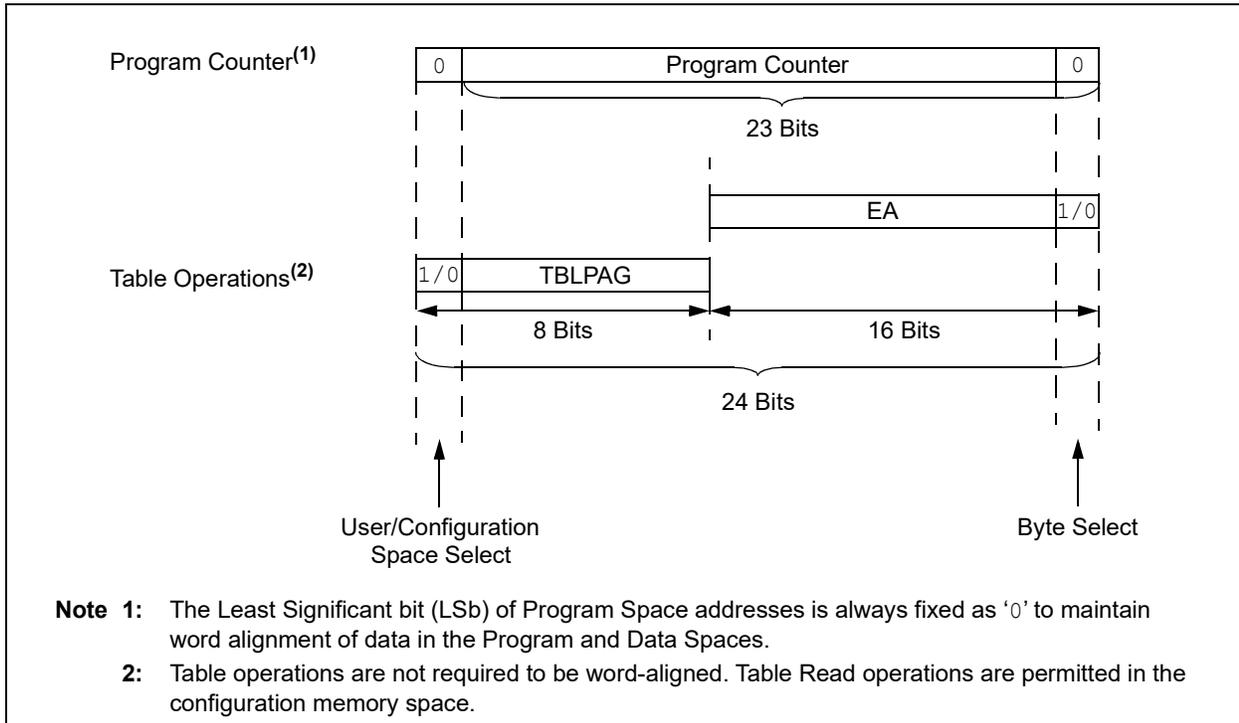 Program Counter(1)
0 Program Counter 0
23 Bits
EA 1/0
Table Operations(2)
1/0 TBLPAG
8 Bits 16 Bits
24 Bits
User/Configuration
Space Select
Byte Select
Note 1: The Least Significant bit (LSb) of Program Space addresses is always fixed as ‘0’ to maintain
word alignment of data in the Program and Data Spaces.
2: Table operations are not required to be word-aligned. Table Read operations are permitted in the
configuration memory space.